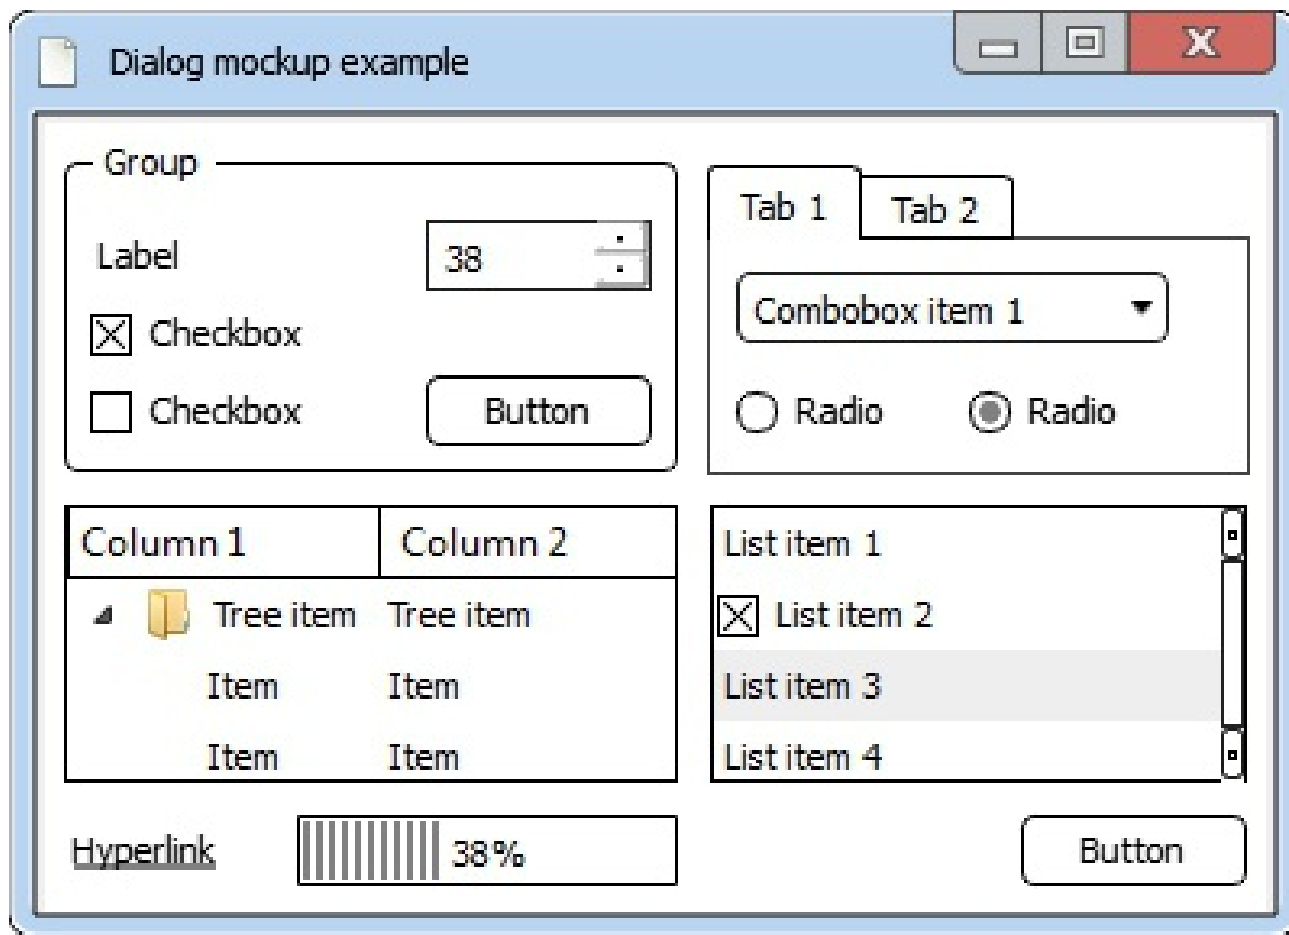 Dialog mockup example
Group
Label
38
Checkbox
Checkbox
Button
Tab 1
Tab 2
Combobox item 1
Radio
Radio
Column 1
Column 2
Tree item
Tree item
Item
Item
Item
Item
List item 1
List item 2
List item 3
List item 4
Hyperlink
38%
Button